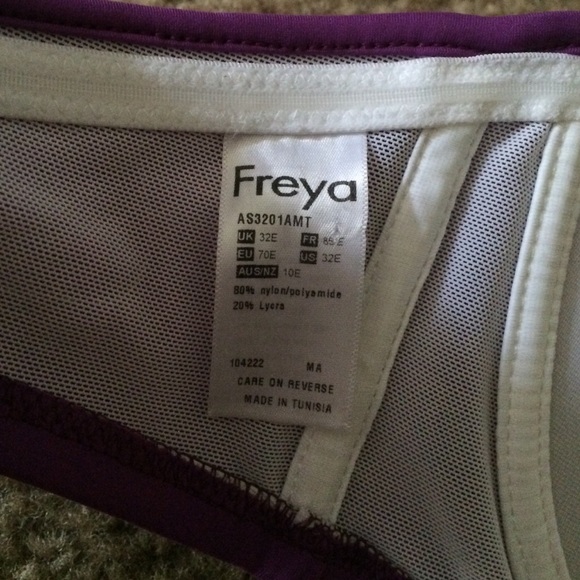 Freya
AS3201AMT
UK 32E FR 85E
EU 70E US 32E
AUS/NZ 10E
80% nylon/polyamide
20% Lycra
104222 MA
CARE ON REVERSE
MADE IN TUNISIA